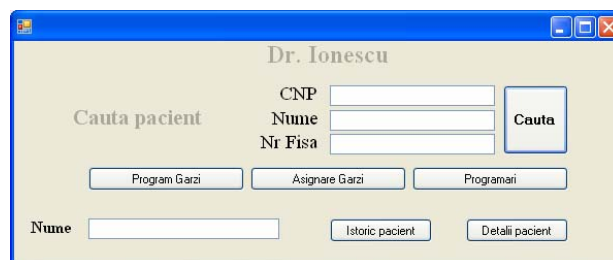 Dr. Ionescu
CNP
Cauta pacient Nume Cauta
Nr Fisa
Program Garzi Asignare Garzi Programari
Nume Istoric pacient Detalii pacient